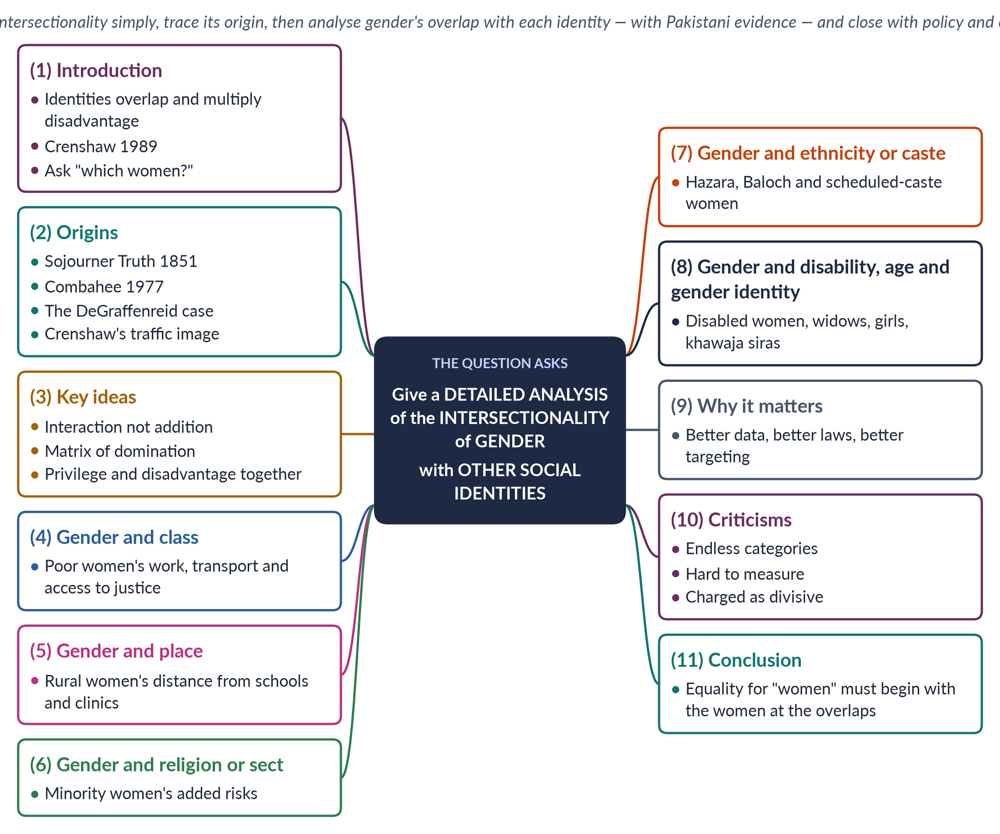 intersectionality simply, trace its origin, then analyse gender's overlap with each identity — with Pakistani evidence — and close with policy and
(1) Introduction
● Identities overlap and multiply
disadvantage
● Crenshaw 1989
● Ask "which women?"
(2) Origins
● Sojourner Truth 1851
● Combahee 1977
● The DeGraffenreid case
● Crenshaw's traffic image
(3) Key ideas
● Interaction not addition
● Matrix of domination
● Privilege and disadvantage together
(4) Gender and class
● Poor women's work, transport and
access to justice
(5) Gender and place
● Rural women's distance from schools
and clinics
(6) Gender and religion or sect
● Minority women's added risks
THE QUESTION ASKS
Give a DETAILED ANALYSIS
of the INTERSECTIONALITY
of GENDER
with OTHER SOCIAL
IDENTITIES
(7) Gender and ethnicity or caste
● Hazara, Baloch and scheduled-caste
women
(8) Gender and disability, age and
gender identity
● Disabled women, widows, girls,
khawaja siras
(9) Why it matters
● Better data, better laws, better
targeting
(10) Criticisms
● Endless categories
● Hard to measure
● Charged as divisive
(11) Conclusion
● Equality for "women" must begin with
the women at the overlaps